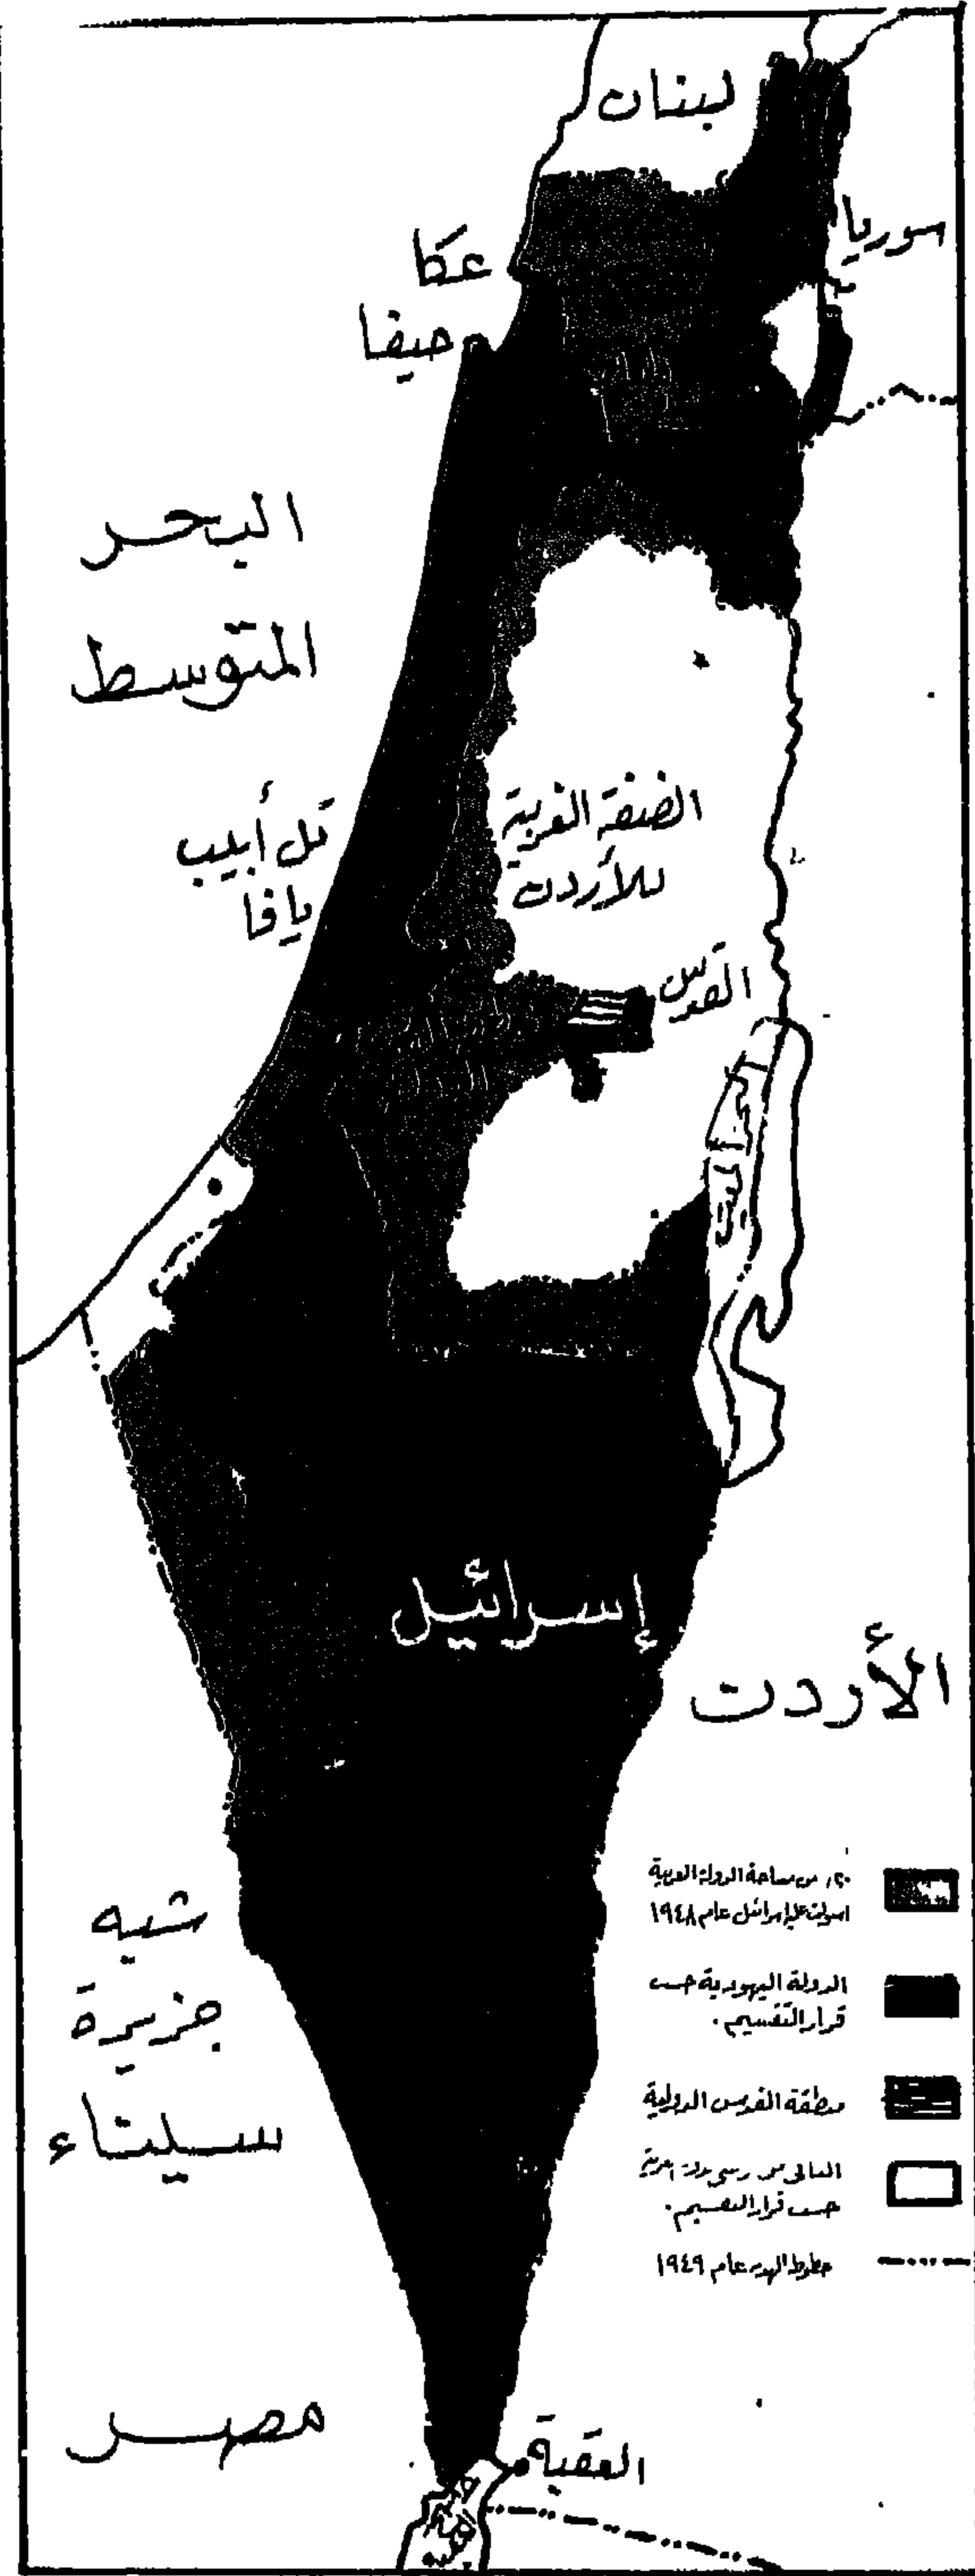 لبنان
سوريا
عكا
حيفا
البحر
المتوسط
تل أبيب
يافا
الضفة الغربية
للأردن
القدس
البحر الميت
إسرائيل
الأردن
شبه
جزيرة
سيناء
مصر
العقبة
من مساحة الدولة العربية
إسرائيل عام ١٩٤٨
الدولة اليهودية حسب
قرار التقسيم.
منطقة القدس الدولية
حسب قرار التقسيم.
خطوط الهدنة عام ١٩٤٩